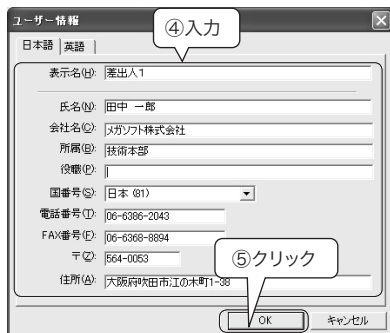 ユーザー情報
④入力
日本語 英語
表示名(H): 差出人1
氏名(N): 田中 一郎
会社名(C): メガソフト株式会社
所属(B): 技術本部
役職(P):
国番号(S): 日本 (81)
電話番号(T): 06-6386-2043
FAX番号(F): 06-6368-8894
〒(Z): 564-0053
⑤クリック
住所(A): 大阪府吹田市江の木町1-38
OK キャンセル